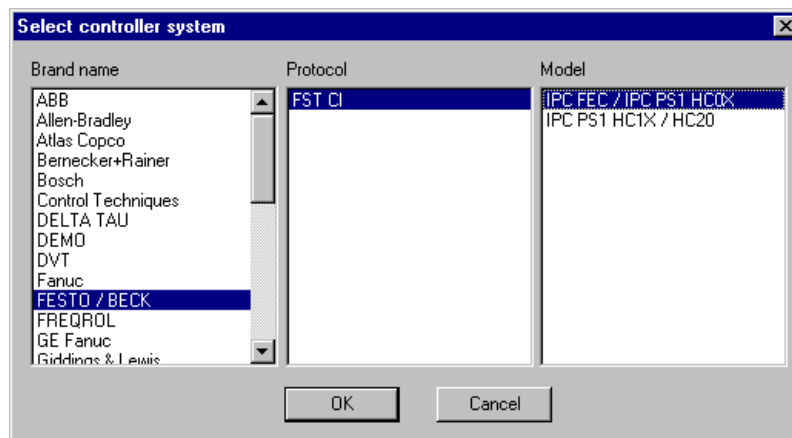 Select controller system
Brand name
ABB
Allen-Bradley
Atlas Copco
Bernecker+Rainer
Bosch
Control Techniques
DELTA TAU
DEMO
DVT
Fanuc
FESTO / BECK
FREQROL
GE Fanuc
Giddings & Lewis
Protocol
FST CI
Model
IPC FEC / IPC PS1 HC0X
IPC PS1 HC1X / HC20
OK
Cancel